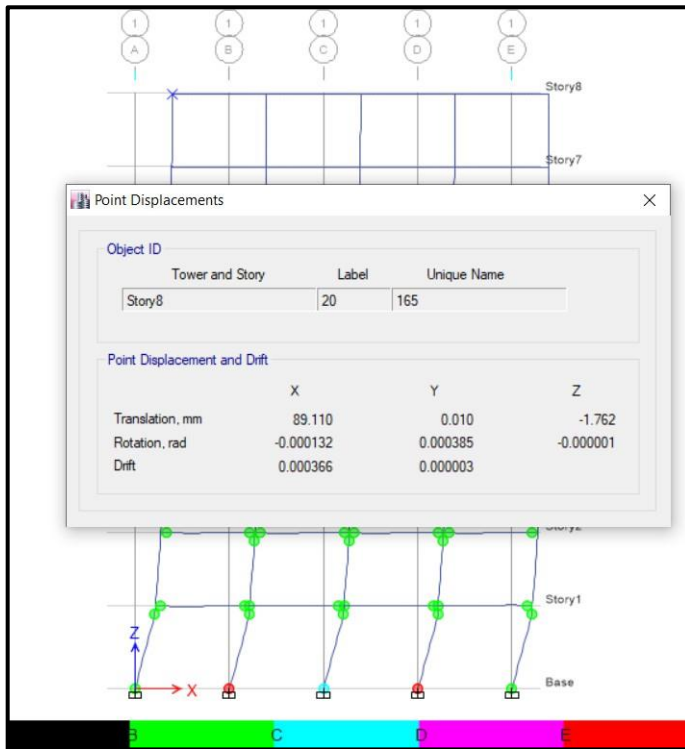 1 1 1 1 1
A B C D E
Story8
Story7
Point Displacements
Object ID
Tower and Story Label Unique Name
Story8 20 165
Point Displacement and Drift
X Y Z
Translation, mm 89.110 0.010 -1.762
Rotation, rad -0.000132 0.000385 -0.000001
Drift 0.000366 0.000003
Story2
Story1
Z
X
Base
B C D E